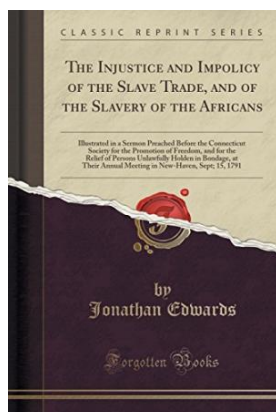 CLASSIC REPRINT SERIES
THE INJUSTICE AND IMPOLICY OF
THE SLAVE TRADE, AND OF
THE SLAVERY OF THE AFRICANS
Illustrated in a Sermon Preached Before the Connecticut
Society for the Promotion of Freedom, and for the
Relief of Persons Unlawfully Holden in Bondage, at
Their Annual Meeting in New-Haven, Sept; 15, 1791
by
Jonathan Edwards
Forgotten Books